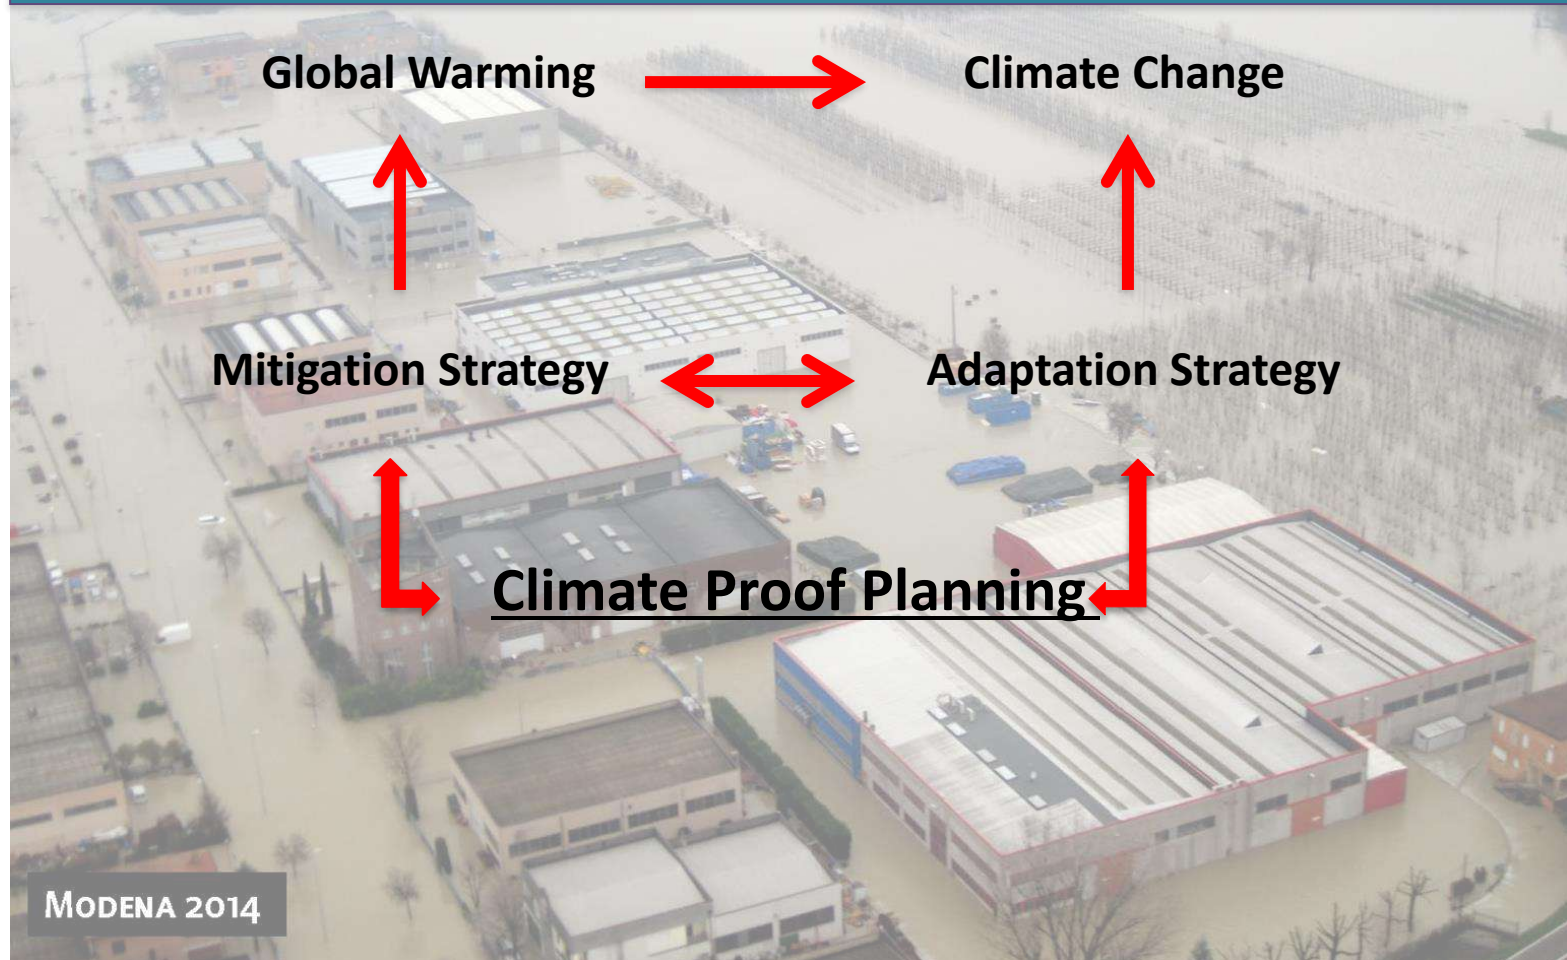 Global Warming
Climate Change
Mitigation Strategy
Adaptation Strategy
Climate Proof Planning
MODENA 2014